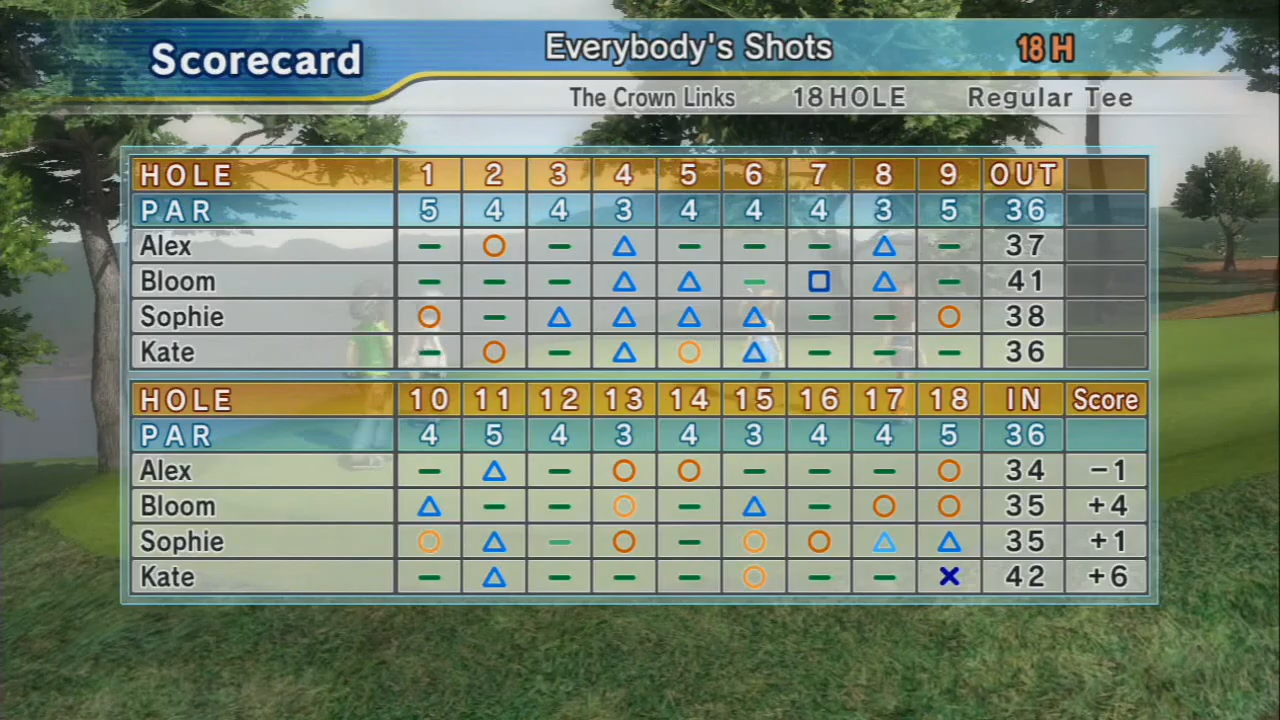 Scorecard
Everybody's Shots
18 H
The Crown Links 18 HOLE Regular Tee
HOLE 1 2 3 4 5 6 7 8 9 OUT
PAR 5 4 4 3 4 4 4 3 5 36
Alex – ○ – △ – – – △ – 37
Bloom – – – △ △ – □ △ – 41
Sophie ○ – △ △ △ △ – – ○ 38
Kate – ○ – △ ○ △ – – – 36
HOLE 10 11 12 13 14 15 16 17 18 IN Score
PAR 4 5 4 3 4 3 4 4 5 36
Alex – △ – ○ ○ – – – ○ 34 −1
Bloom △ – – ○ – △ – ○ ○ 35 +4
Sophie ○ △ – ○ – ○ ○ △ △ 35 +1
Kate – △ – – – ○ – – × 42 +6